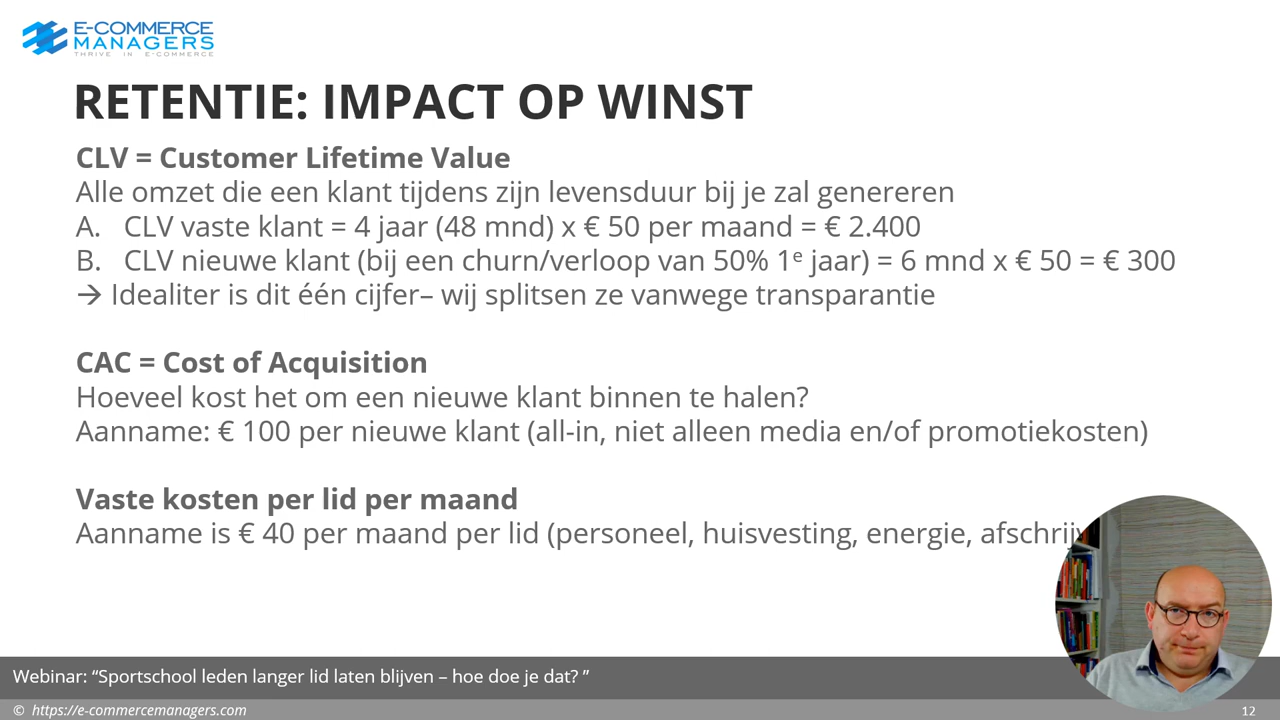 E-COMMERCE
MANAGERS
THRIVE IN E-COMMERCE
RETENTIE: IMPACT OP WINST
CLV = Customer Lifetime Value
Alle omzet die een klant tijdens zijn levensduur bij je zal genereren
A. CLV vaste klant = 4 jaar (48 mnd) x € 50 per maand = € 2.400
B. CLV nieuwe klant (bij een churn/verloop van 50% 1ᵉ jaar) = 6 mnd x € 50 = € 300
→ Idealiter is dit één cijfer– wij splitsen ze vanwege transparantie
CAC = Cost of Acquisition
Hoeveel kost het om een nieuwe klant binnen te halen?
Aanname: € 100 per nieuwe klant (all-in, niet alleen media en/of promotiekosten)
Vaste kosten per lid per maand
Aanname is € 40 per maand per lid (personeel, huisvesting, energie,
Webinar: “Sportschool leden langer lid laten blijven – hoe doe je dat? ”
© https://e-commercemanagers.com
12